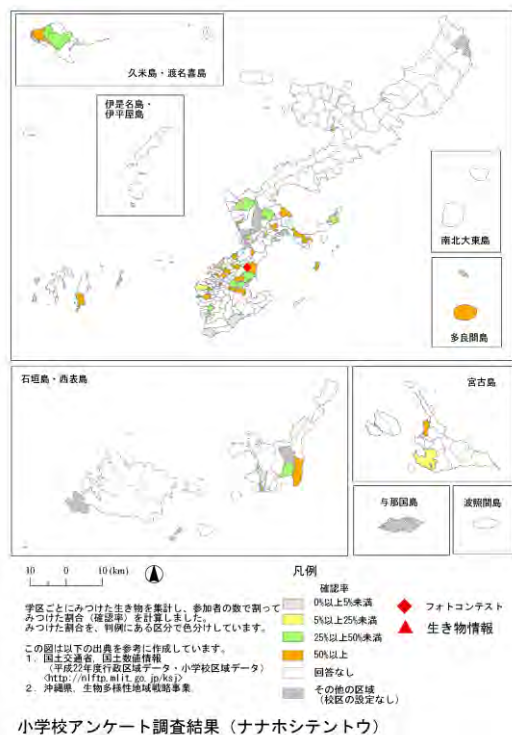 久米島・渡名喜島
伊是名島・
伊平屋島
南北大東島
多良間島
石垣島・西表島
宮古島
与那国島
波照間島
10 0 10(km)
学区ごとにみつけた生き物を集計し、参加者の数で割って
みつけた割合（確認率）を計算しました。
みつけた割合を、判例にある区分で色分けしています。
この図は以下の出典を参考に作成しています。
1. 国土交通省, 国土数値情報
（平成22年度行政区域データ・小学校区域データ）
<http://nlftp.mlit.go.jp/ksj>
2. 沖縄県, 生物多様性地域戦略事業
凡例
確認率
0%以上5%未満
5%以上25%未満
25%以上50%未満
50%以上
回答なし
その他の区域
（校区の設定なし）
フォトコンテスト
生き物情報
小学校アンケート調査結果（ナナホシテントウ）